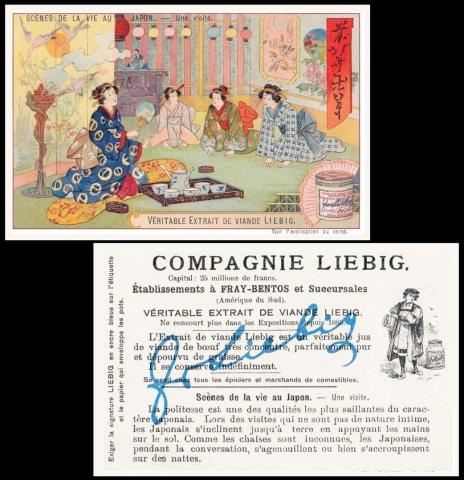 SCÈNES DE LA VIE AU JAPON. — Une visite.
VÉRITABLE EXTRAIT DE VIANDE LIEBIG.
Voir l'explication au verso.
COMPAGNIE LIEBIG.
Capital: 25 millions de francs.
Établissements à FRAY-BENTOS et Succursales
(Amérique du Sud).
VÉRITABLE EXTRAIT DE VIANDE LIEBIG.
Ne concourt plus dans les Expositions depuis
L'Extrait de viande Liebig est un véritable jus
de viande de bœuf très concentré, parfaitement pur
et dépourvu de graisse.
Il se conserve indéfiniment.
Se vend chez tous les épiciers et marchands de comestibles.
Scènes de la vie au Japon. — Une visite.
La politesse est une des qualités les plus saillantes du carac-
tère japonais. Lors des visites qui ne sont pas de nature intime,
les Japonais s'inclinent jusqu'à terre en appuyant les mains
sur le sol. Comme les chaises sont inconnues, les Japonaises,
pendant la conversation, s'agenouillent ou bien s'accroupissent
sur des nattes.
Exiger la signature LIEBIG en encre bleue sur l'étiquette
et le papier qui enveloppe les pots.